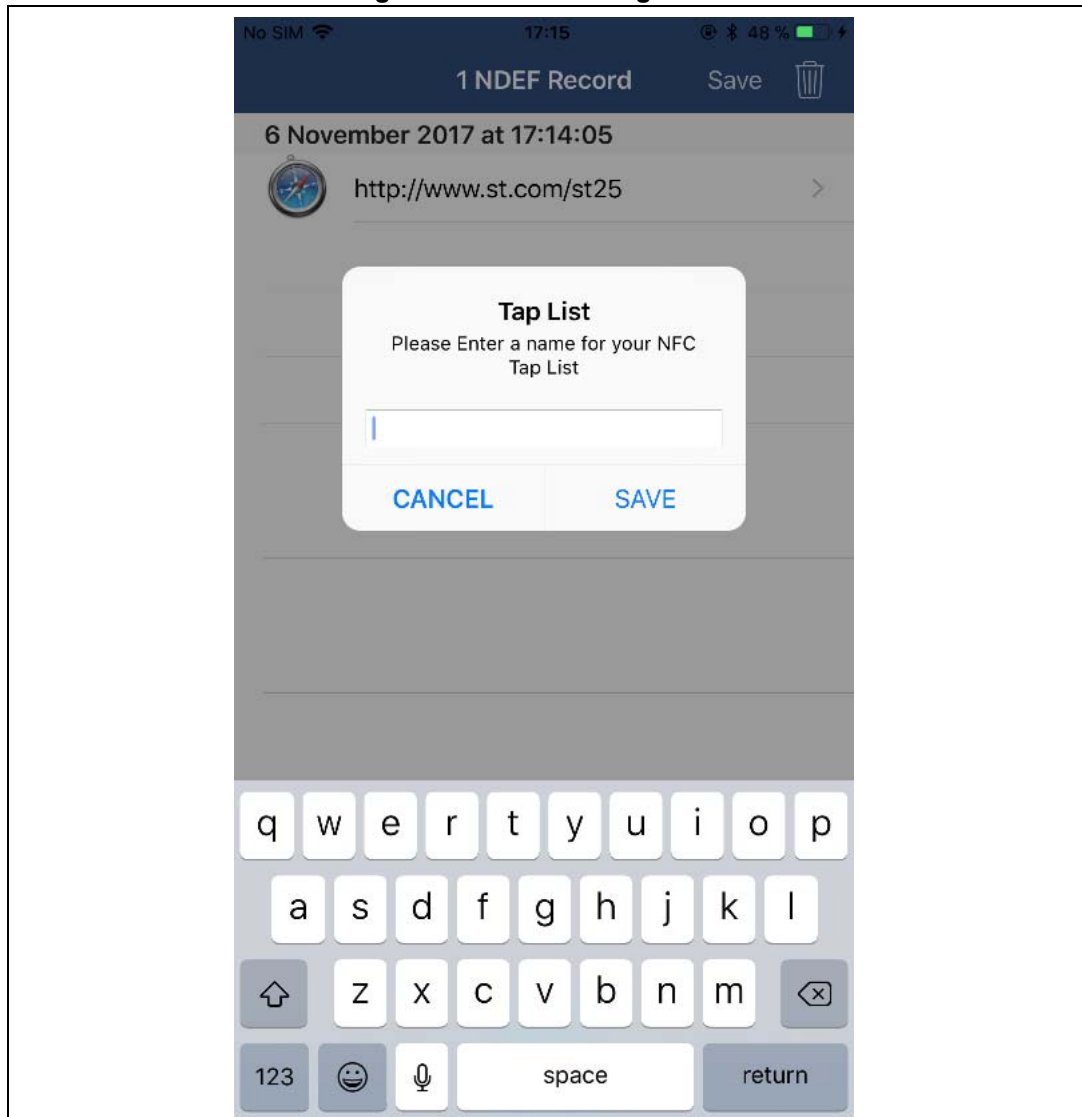 No SIM 17:15 48 %
1 NDEF Record Save
6 November 2017 at 17:14:05
http://www.st.com/st25
Tap List
Please Enter a name for your NFC
Tap List
CANCEL SAVE
q w e r t y u i o p
a s d f g h j k l
z x c v b n m
123 space return